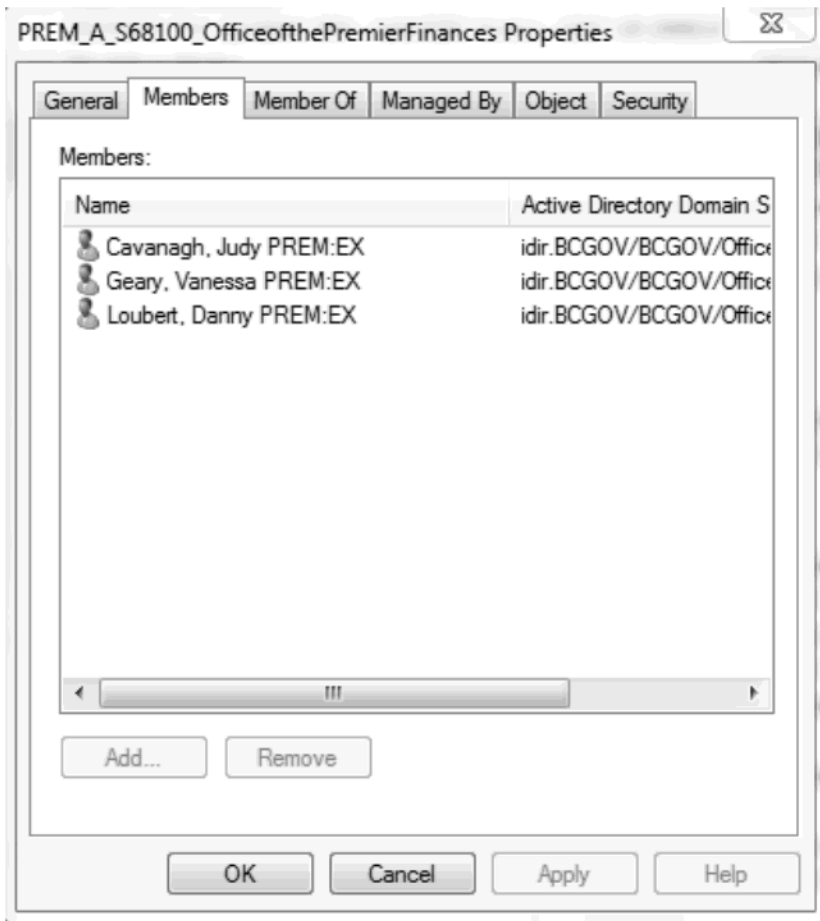 PREM_A_S68100_OfficeofthePremierFinances Properties
General Members Member Of Managed By Object Security
Members:
Name Active Directory Domain S
Cavanagh, Judy PREM:EX idir.BCGOV/BCGOV/Office
Geary, Vanessa PREM:EX idir.BCGOV/BCGOV/Office
Loubert, Danny PREM:EX idir.BCGOV/BCGOV/Office
Add... Remove
OK Cancel Apply Help